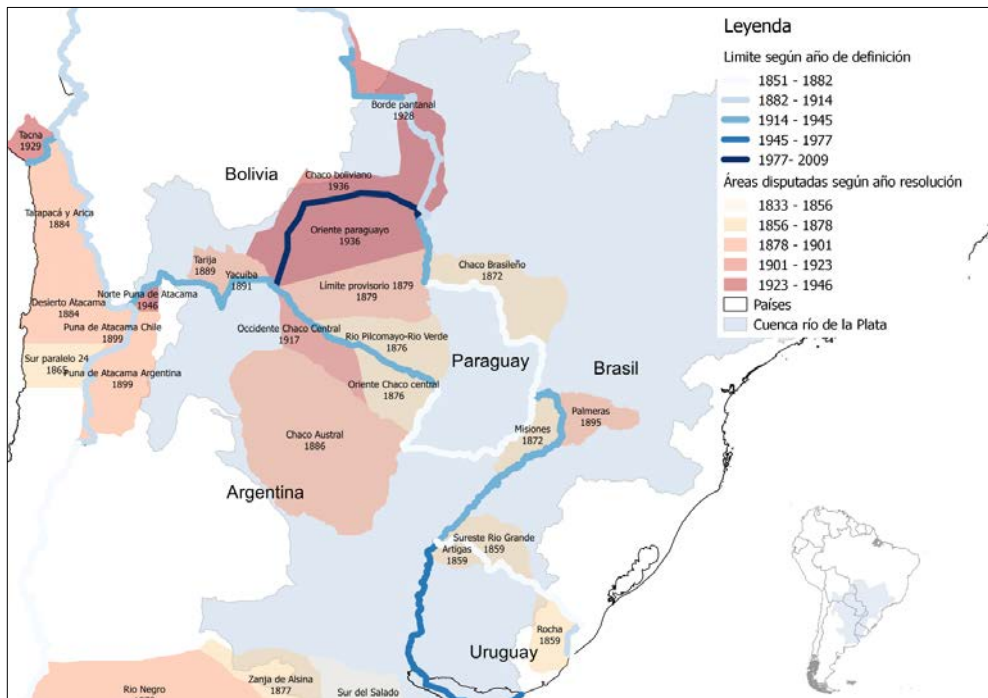 Leyenda
Limite según año de definición
1851 - 1882
1882 - 1914
1914 - 1945
1945 - 1977
1977- 2009
Áreas disputadas según año resolución
1833 - 1856
1856 - 1878
1878 - 1901
1901 - 1923
1923 - 1946
Países
Cuenca río de la Plata
Borde pantanal
1928
Tacna
1929
Bolivia
Chaco boliviano
1936
Tarapacá y Arica
1884
Oriente paraguayo
1936
Tarija
1889
Yacuiba
1891
Chaco Brasileño
1872
Limite provisorio 1879
1879
Norte Puna de Atacama
1946
Desierto Atacama
1884
Puna de Atacama Chile
1899
Occidente Chaco Central
1917
Rio Pilcomayo-Rio Verde
1876
Sur paralelo 24
1865
Puna de Atacama Argentina
1899
Paraguay
Brasil
Oriente Chaco central
1876
Palmeras
1895
Misiones
1872
Chaco Austral
1886
Argentina
Sureste Rio Grande
1859
Artigas
1859
Rocha
1859
Uruguay
Zanja de Alsina
1877
Rio Negro
Sur del Salado